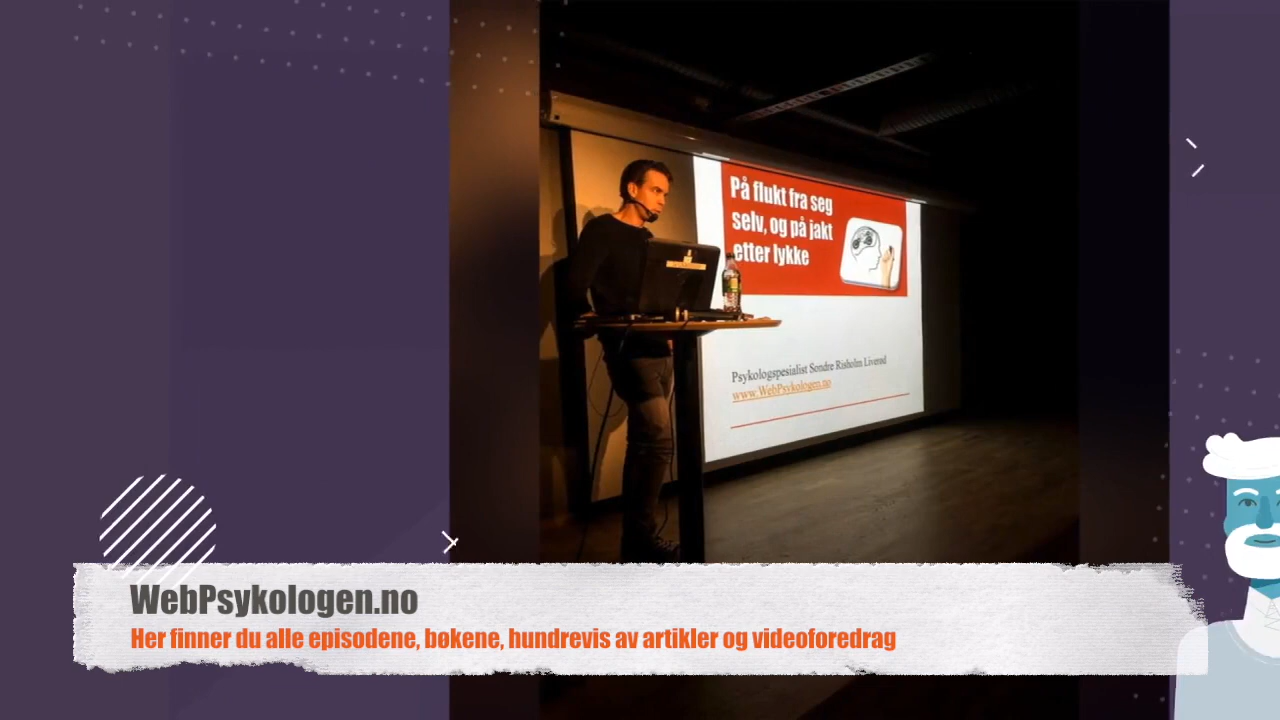 På flukt fra seg
selv, og på jakt
etter lykke
Psykologspesialist Sondre Risholm Liverød
www.WebPsykologen.no
WebPsykologen.no
Her finner du alle episodene, bøkene, hundrevis av artikler og videoforedrag